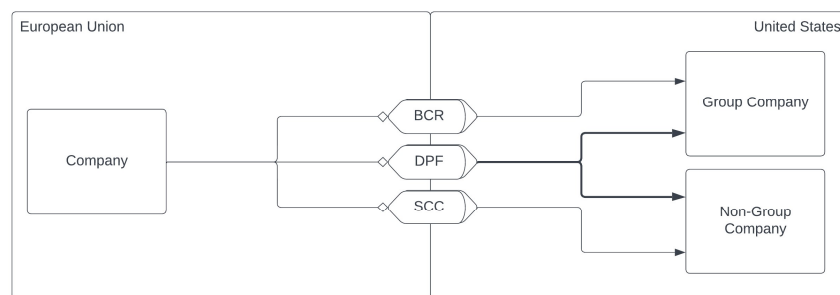 European Union
United States
BCR
Group Company
Company
DPF
SCC
Non-Group
Company